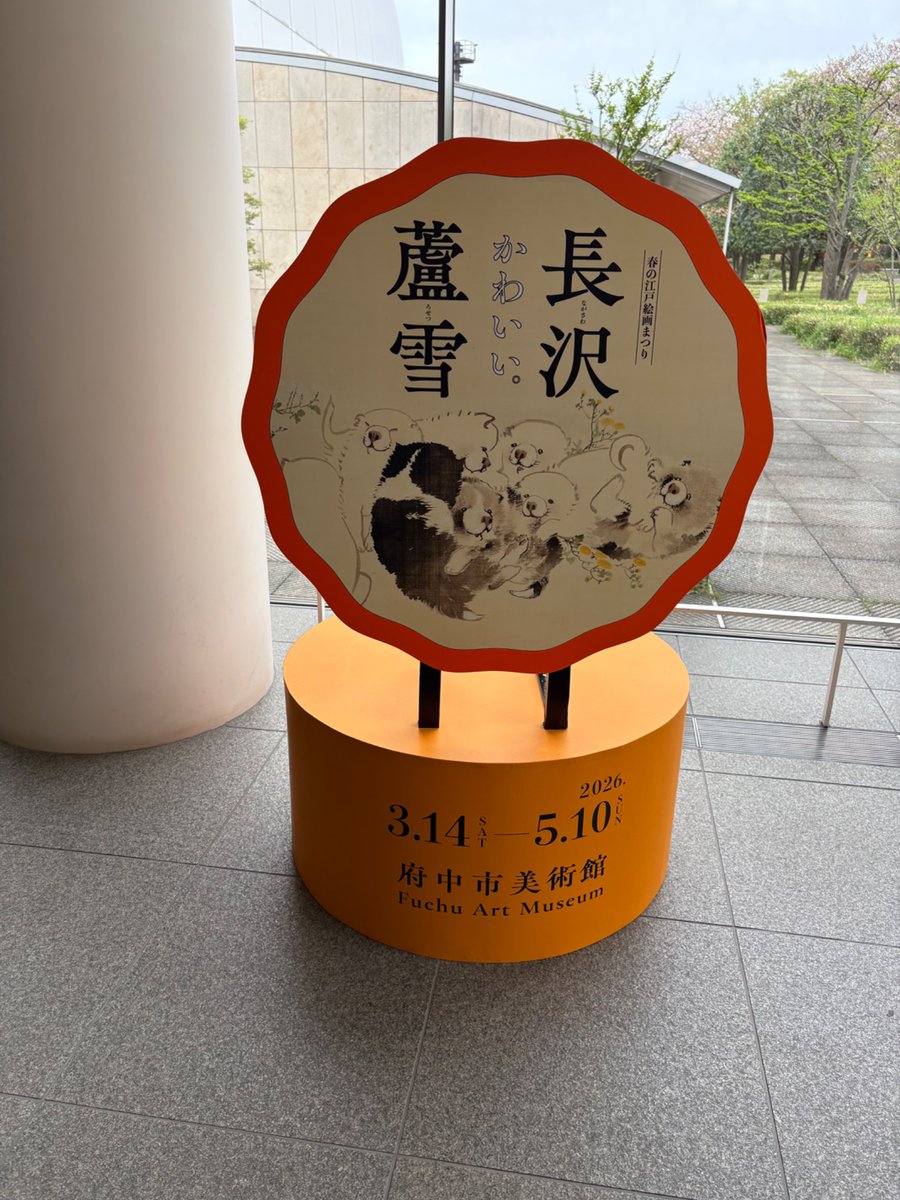 春の江戸絵画まつり
長沢
ながさわ
かわいい。
蘆雪
ろせつ
2026.
3.14 SAT — 5.10 SUN
府中市美術館
Fuchu Art Museum